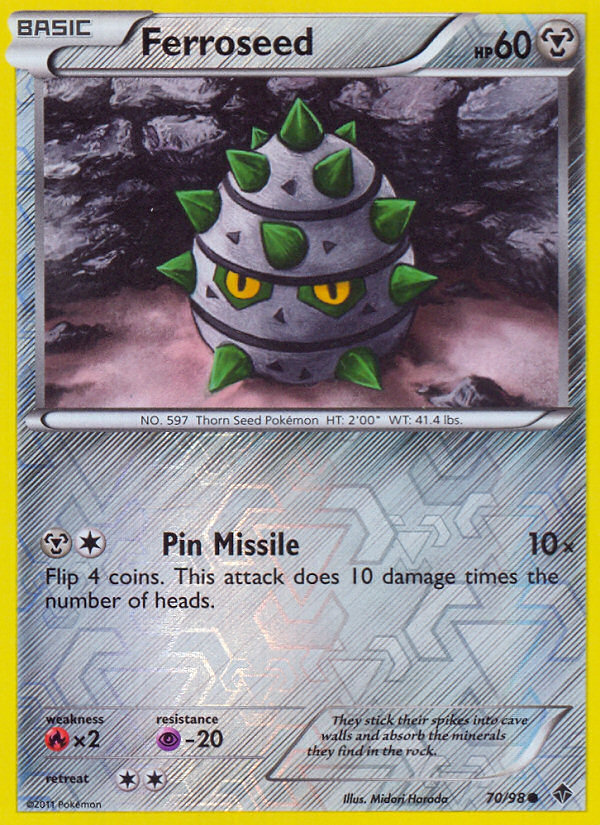 BASIC
Ferroseed
HP60
NO. 597 Thorn Seed Pokémon HT: 2'00" WT: 41.4 lbs.
Pin Missile 10×
Flip 4 coins. This attack does 10 damage times the
number of heads.
weakness
×2
resistance
-20
They stick their spikes into cave
walls and absorb the minerals
they find in the rock.
retreat
©2011 Pokémon
Illus. Midori Harada
70/98